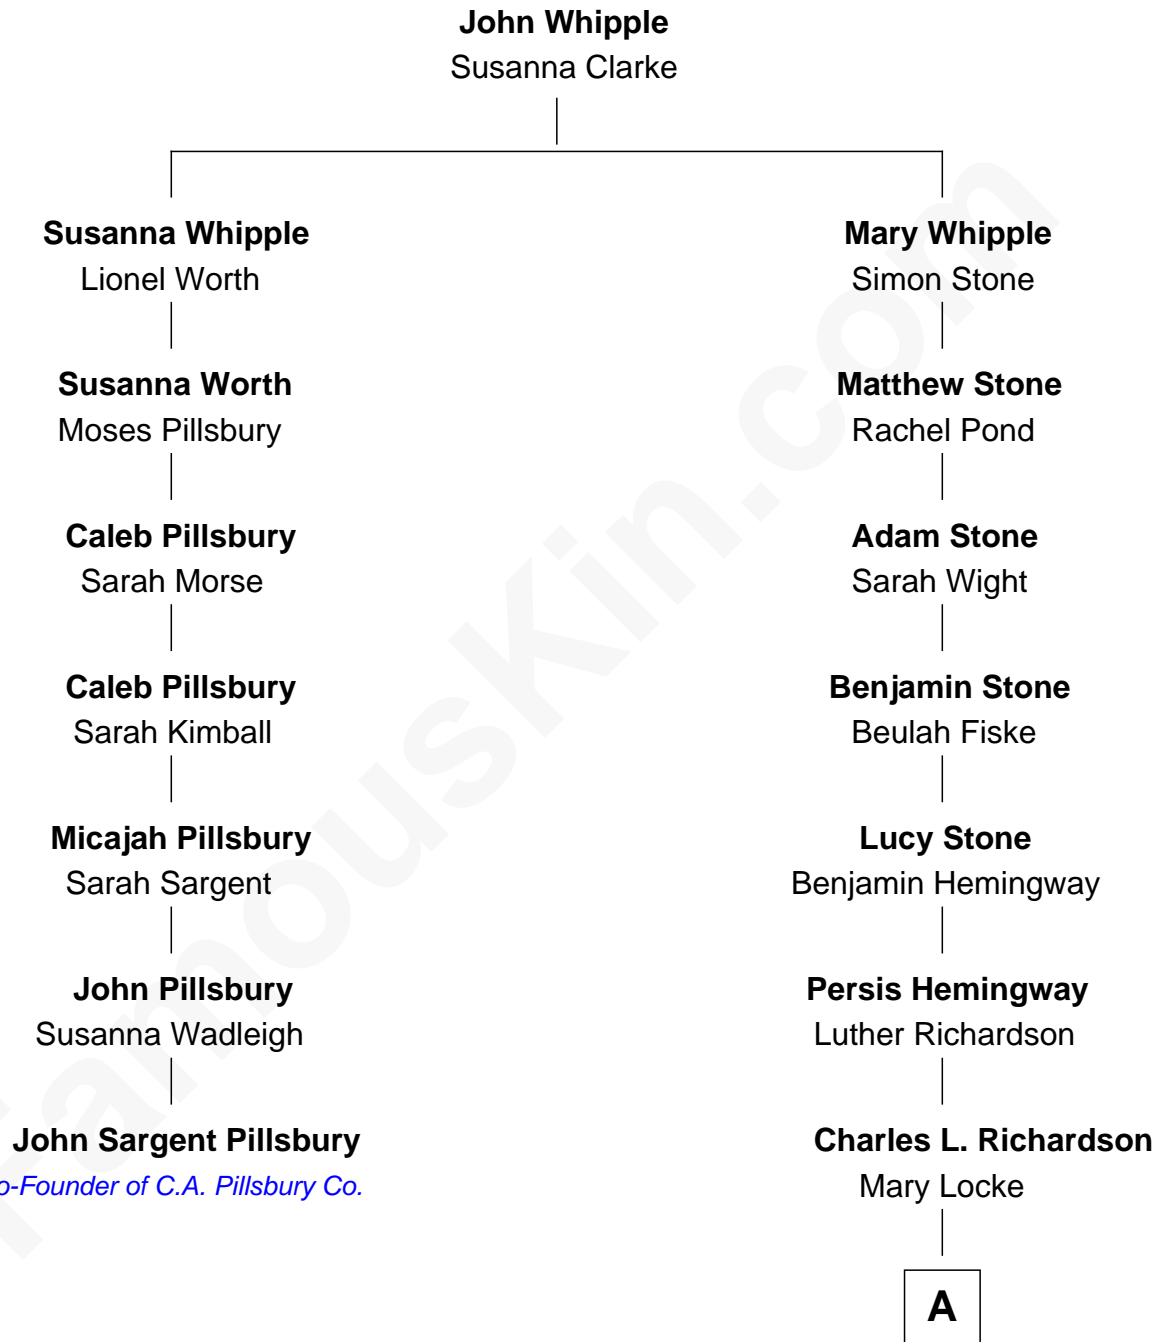 John Whipple
Susanna Clarke
Susanna Whipple
Lionel Worth
Mary Whipple
Simon Stone
Susanna Worth
Moses Pillsbury
Matthew Stone
Rachel Pond
Caleb Pillsbury
Sarah Morse
Adam Stone
Sarah Wight
Caleb Pillsbury
Sarah Kimball
Benjamin Stone
Beulah Fiske
Micajah Pillsbury
Sarah Sargent
Lucy Stone
Benjamin Hemingway
John Pillsbury
Susanna Wadleigh
Persis Hemingway
Luther Richardson
John Sargent Pillsbury
o-Founder of C.A. Pillsbury Co.
Charles L. Richardson
Mary Locke
A
FamousKin.com